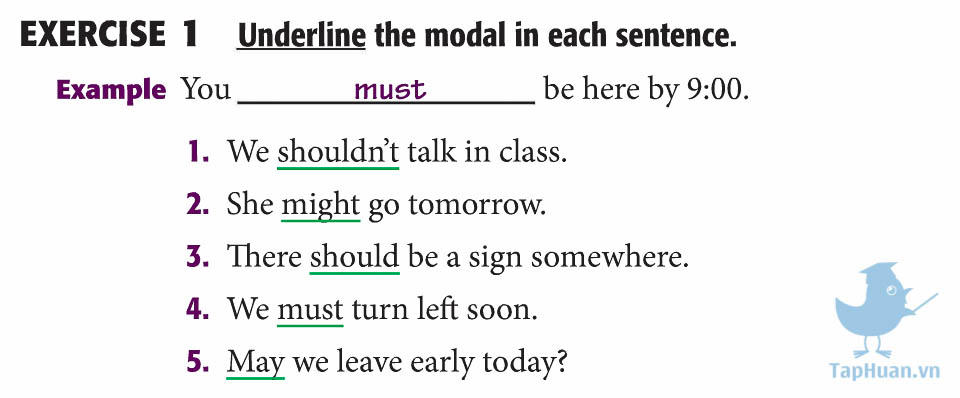 EXERCISE 1 Underline the modal in each sentence.
Example You must be here by 9:00.
1. We shouldn't talk in class.
2. She might go tomorrow.
3. There should be a sign somewhere.
4. We must turn left soon.
5. May we leave early today?
TapHuan.vn